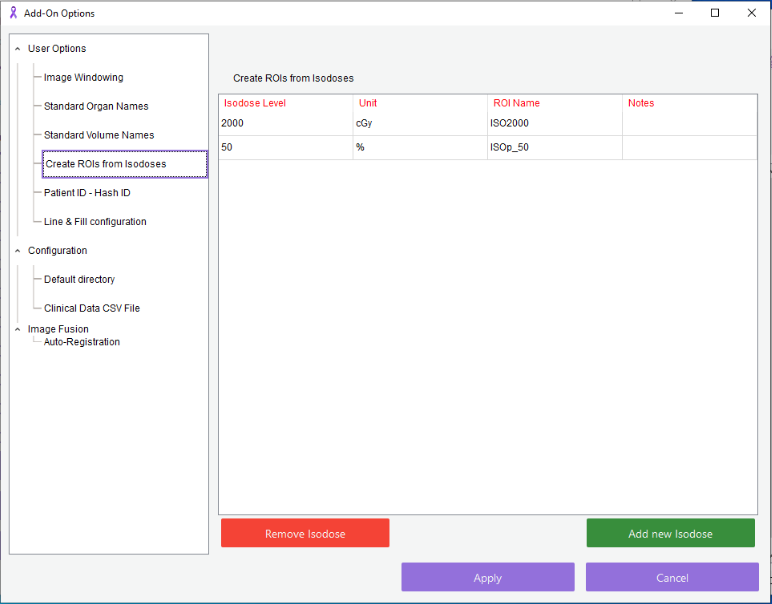 Add-On Options
User Options
Image Windowing
Standard Organ Names
Standard Volume Names
Create ROIs from Isodoses
Patient ID - Hash ID
Line & Fill configuration
Configuration
Default directory
Clinical Data CSV File
Image Fusion
Auto-Registration
Create ROIs from Isodoses
Isodose Level Unit ROI Name Notes
2000 cGy ISO2000
50 % ISOp_50
Remove Isodose Add new Isodose
Apply Cancel